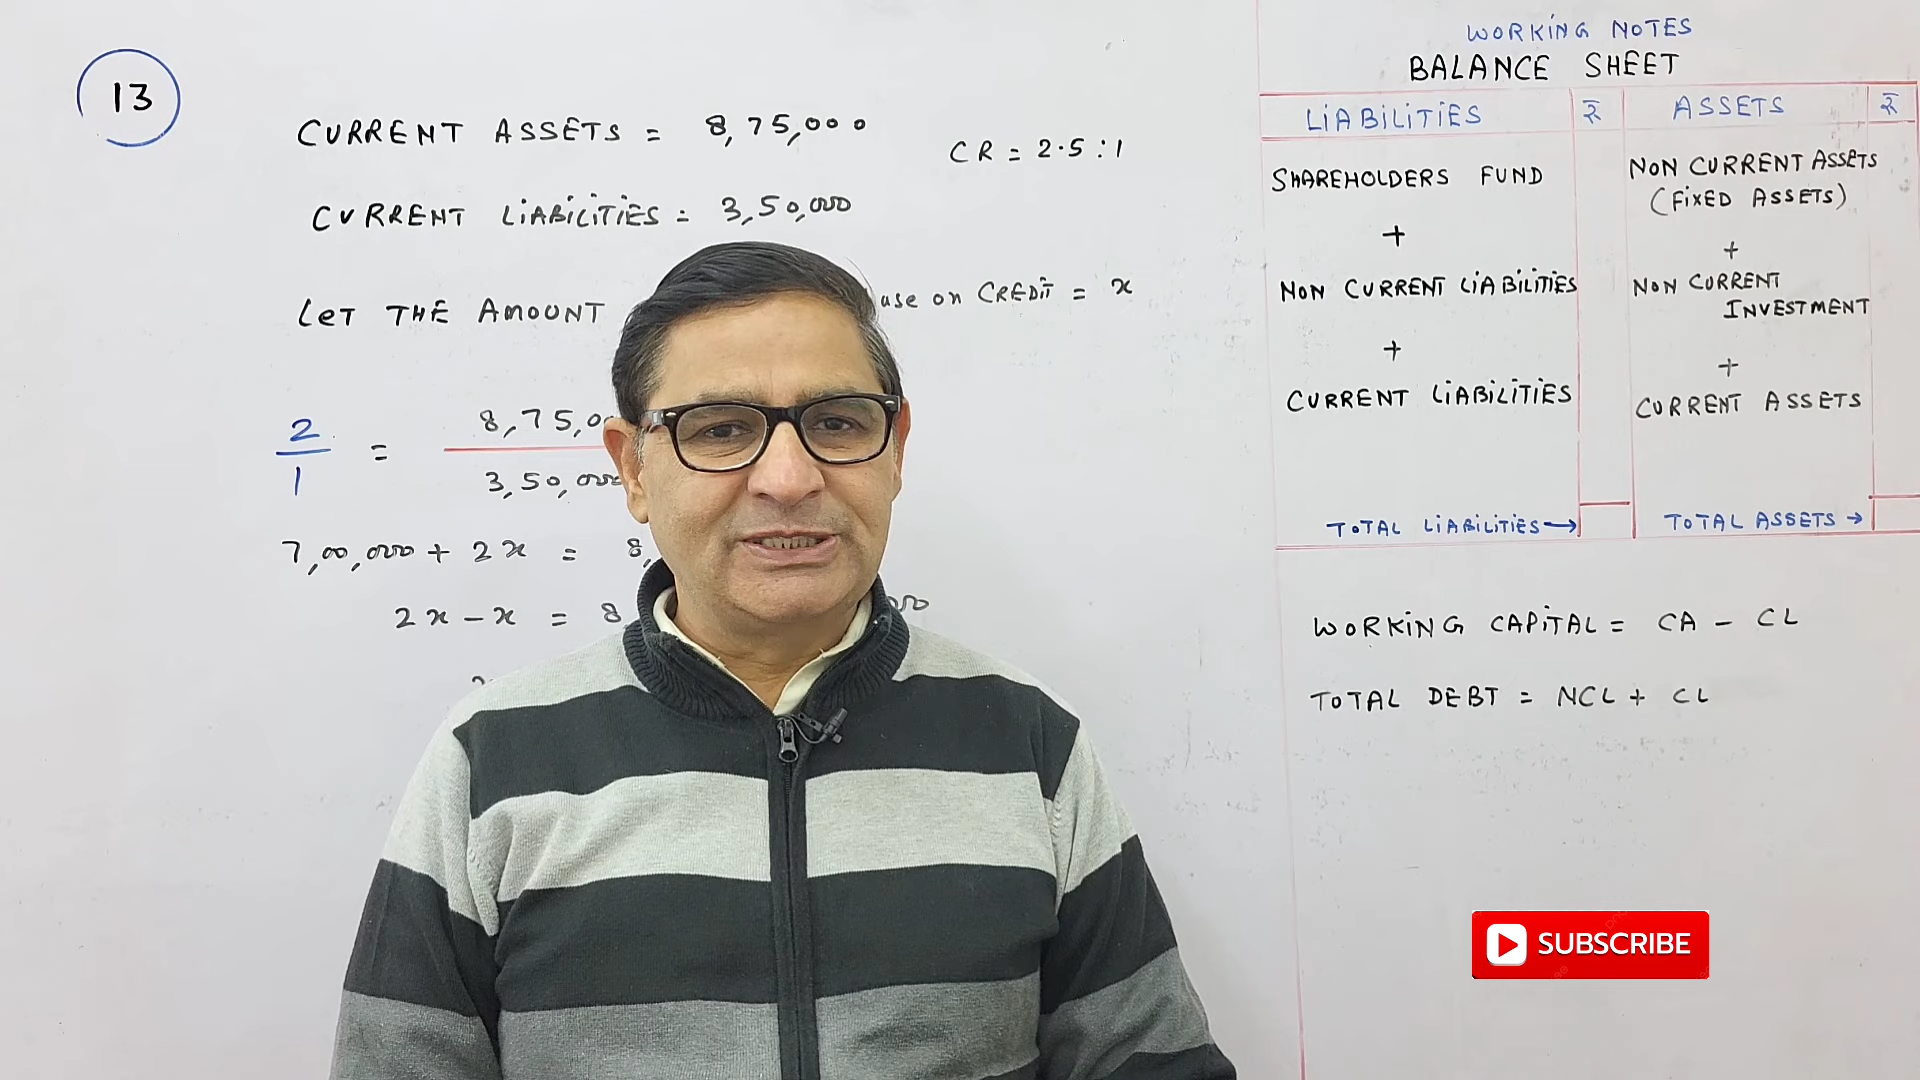 13
CURRENT ASSETS = 8,75,000
CR = 2.5:1
CURRENT LIABILITIES = 3,50,000
LET THE AMOUNT
on CREDIT = x
2/1 = 8,75,0
3,50,000
7,00,000 + 2x = 8,
2x - x = 8
WORKING NOTES
BALANCE SHEET
LIABILITIES ₹ ASSETS ₹
SHAREHOLDERS FUND
+
NON CURRENT LIABILITIES
+
CURRENT LIABILITIES
TOTAL LIABILITIES →
NON CURRENT ASSETS
(FIXED ASSETS)
+
NON CURRENT
INVESTMENT
+
CURRENT ASSETS
TOTAL ASSETS →
WORKING CAPITAL = CA - CL
TOTAL DEBT = NCL + CL
SUBSCRIBE